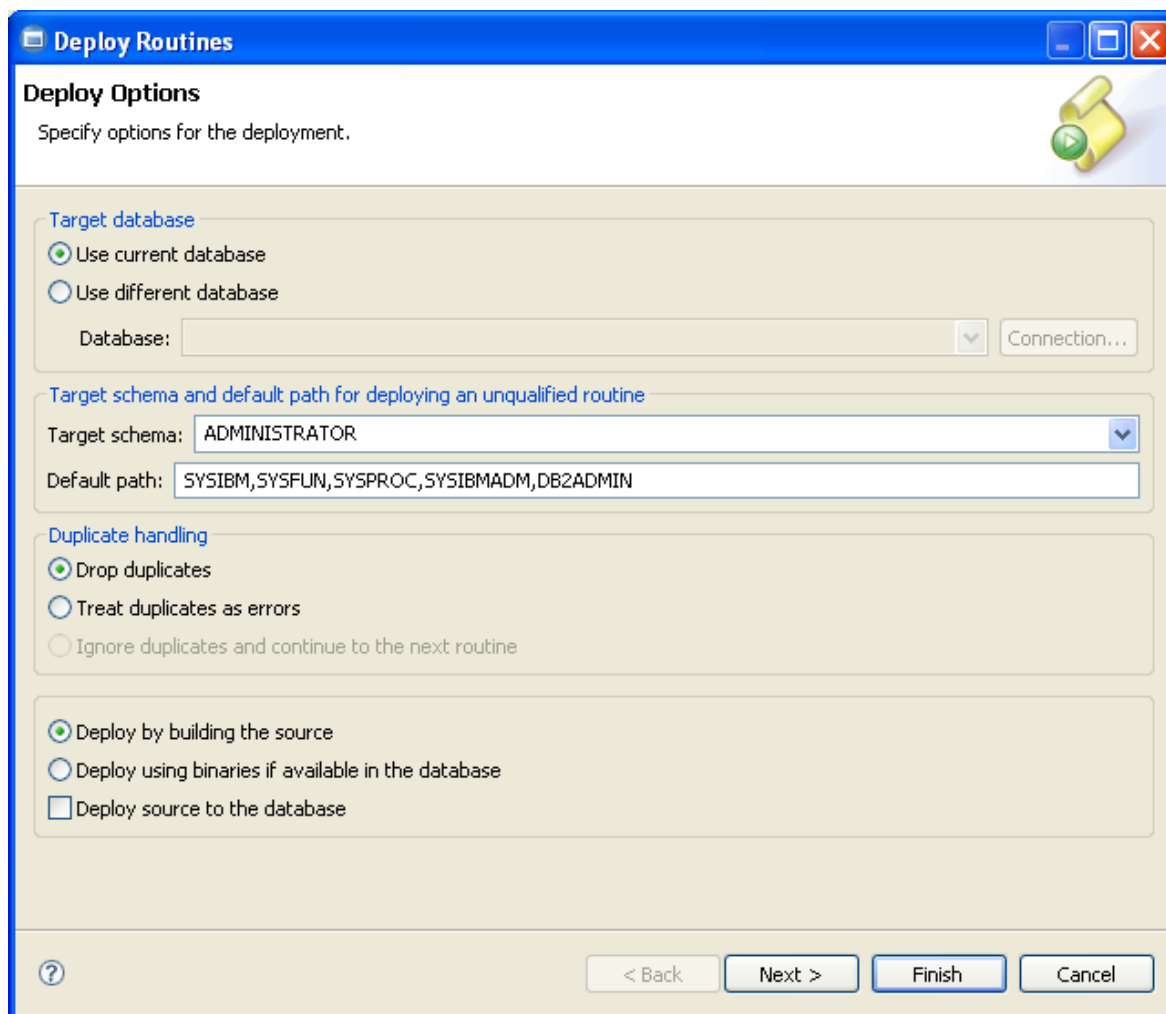 Deploy Routines
Deploy Options
Specify options for the deployment.
Target database
Use current database
Use different database
Database:
Connection...
Target schema and default path for deploying an unqualified routine
Target schema: ADMINISTRATOR
Default path: SYSIBM,SYSFUN,SYSPROC,SYSIBMADM,DB2ADMIN
Duplicate handling
Drop duplicates
Treat duplicates as errors
Ignore duplicates and continue to the next routine
Deploy by building the source
Deploy using binaries if available in the database
Deploy source to the database
? < Back Next > Finish Cancel